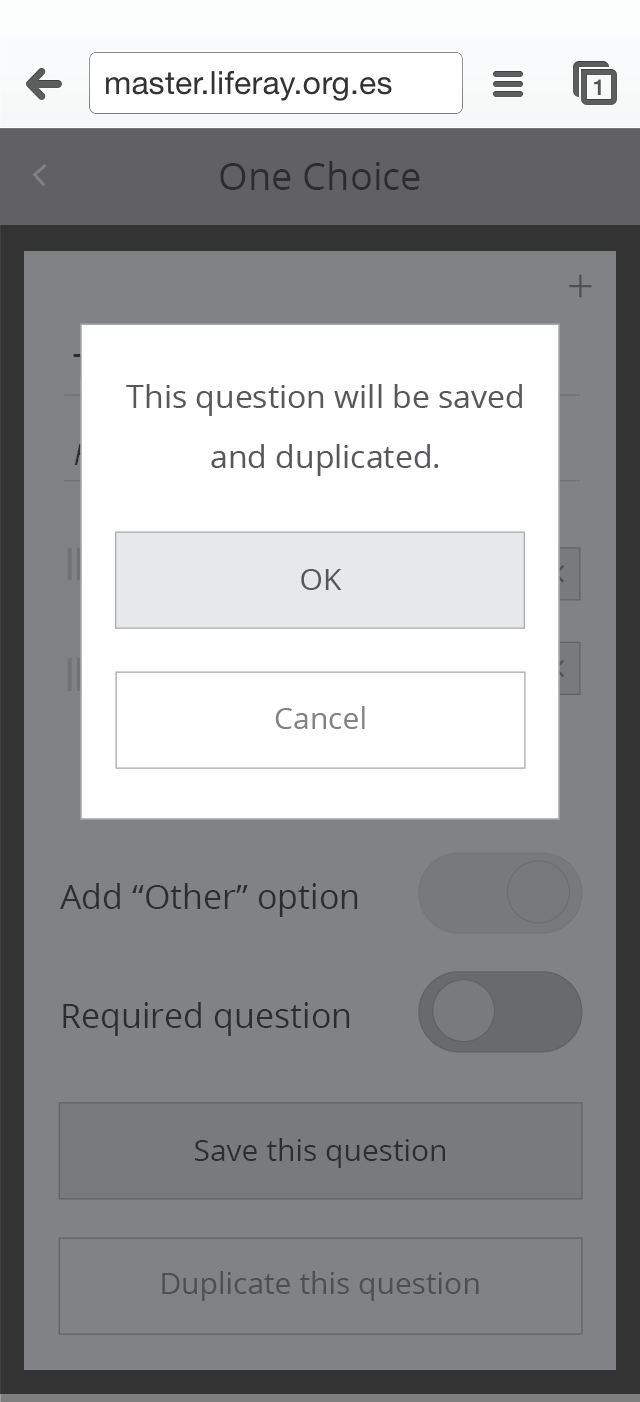 master.liferay.org.es
1
One Choice
This question will be saved
and duplicated.
OK
Cancel
Add “Other” option
Required question
Save this question
Duplicate this question